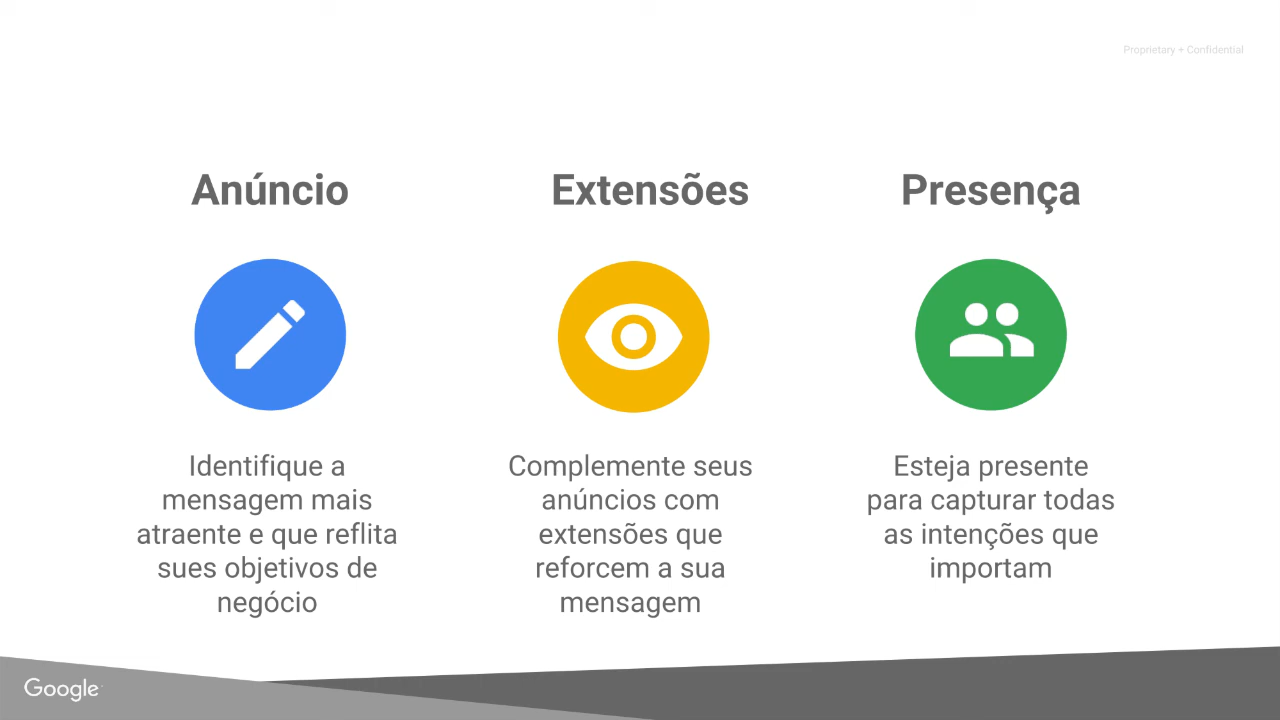 Proprietary + Confidential
Anúncio
Identifique a
mensagem mais
atraente e que reflita
sues objetivos de
negócio
Extensões
Complemente seus
anúncios com
extensões que
reforcem a sua
mensagem
Presença
Esteja presente
para capturar todas
as intenções que
importam
Google